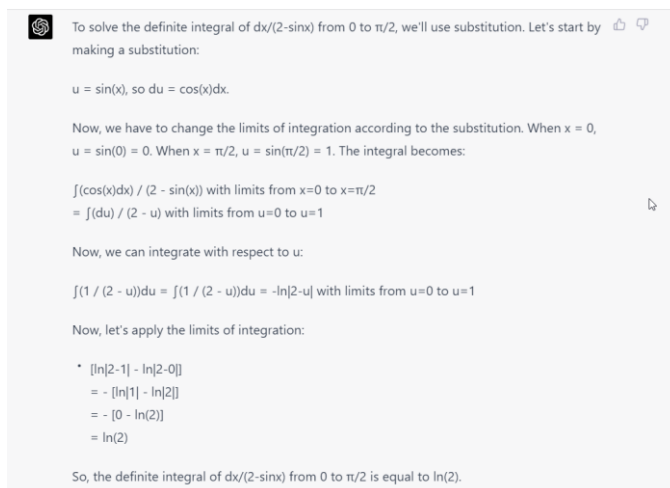 To solve the definite integral of dx/(2-sinx) from 0 to π/2, we'll use substitution. Let's start by
making a substitution:
u = sin(x), so du = cos(x)dx.
Now, we have to change the limits of integration according to the substitution. When x = 0,
u = sin(0) = 0. When x = π/2, u = sin(π/2) = 1. The integral becomes:
∫(cos(x)dx) / (2 - sin(x)) with limits from x=0 to x=π/2
= ∫(du) / (2 - u) with limits from u=0 to u=1
Now, we can integrate with respect to u:
∫(1 / (2 - u))du = ∫(1 / (2 - u))du = -ln|2-u| with limits from u=0 to u=1
Now, let's apply the limits of integration:
• [ln|2-1| - ln|2-0|]
= - [ln|1| - ln|2|]
= - [0 - ln(2)]
= ln(2)
So, the definite integral of dx/(2-sinx) from 0 to π/2 is equal to ln(2).